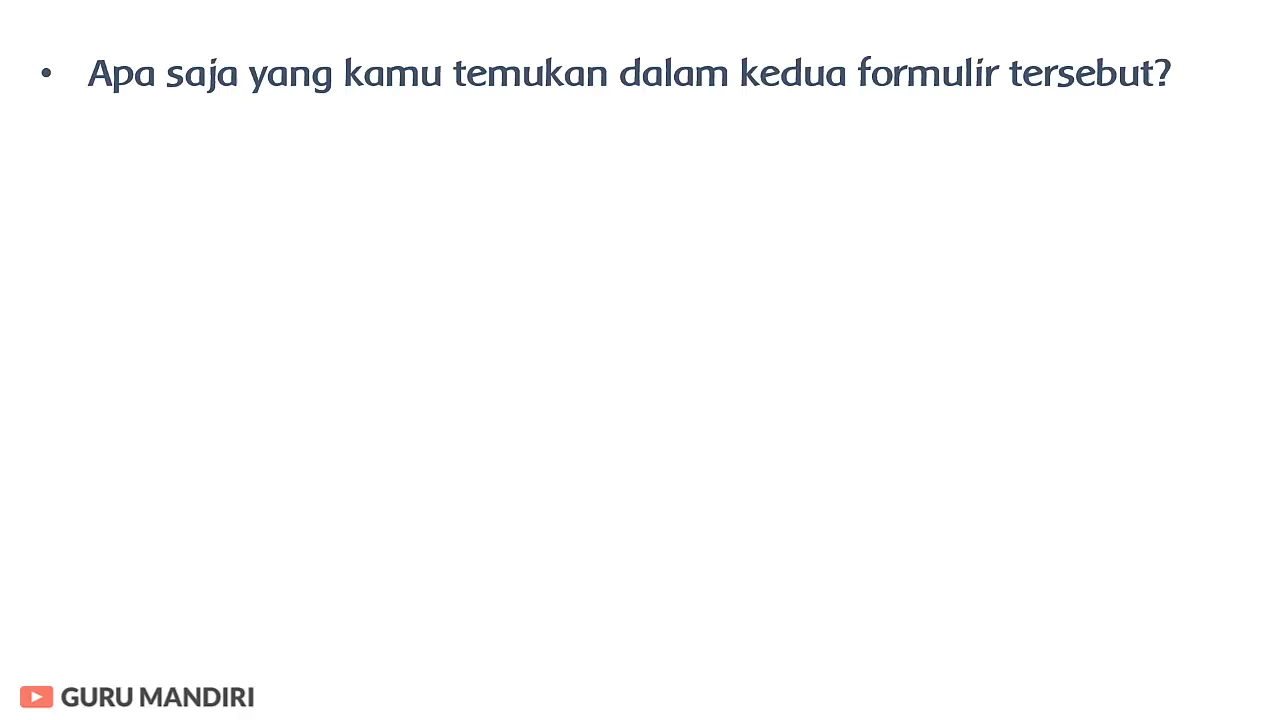 • Apa saja yang kamu temukan dalam kedua formulir tersebut?
GURU MANDIRI